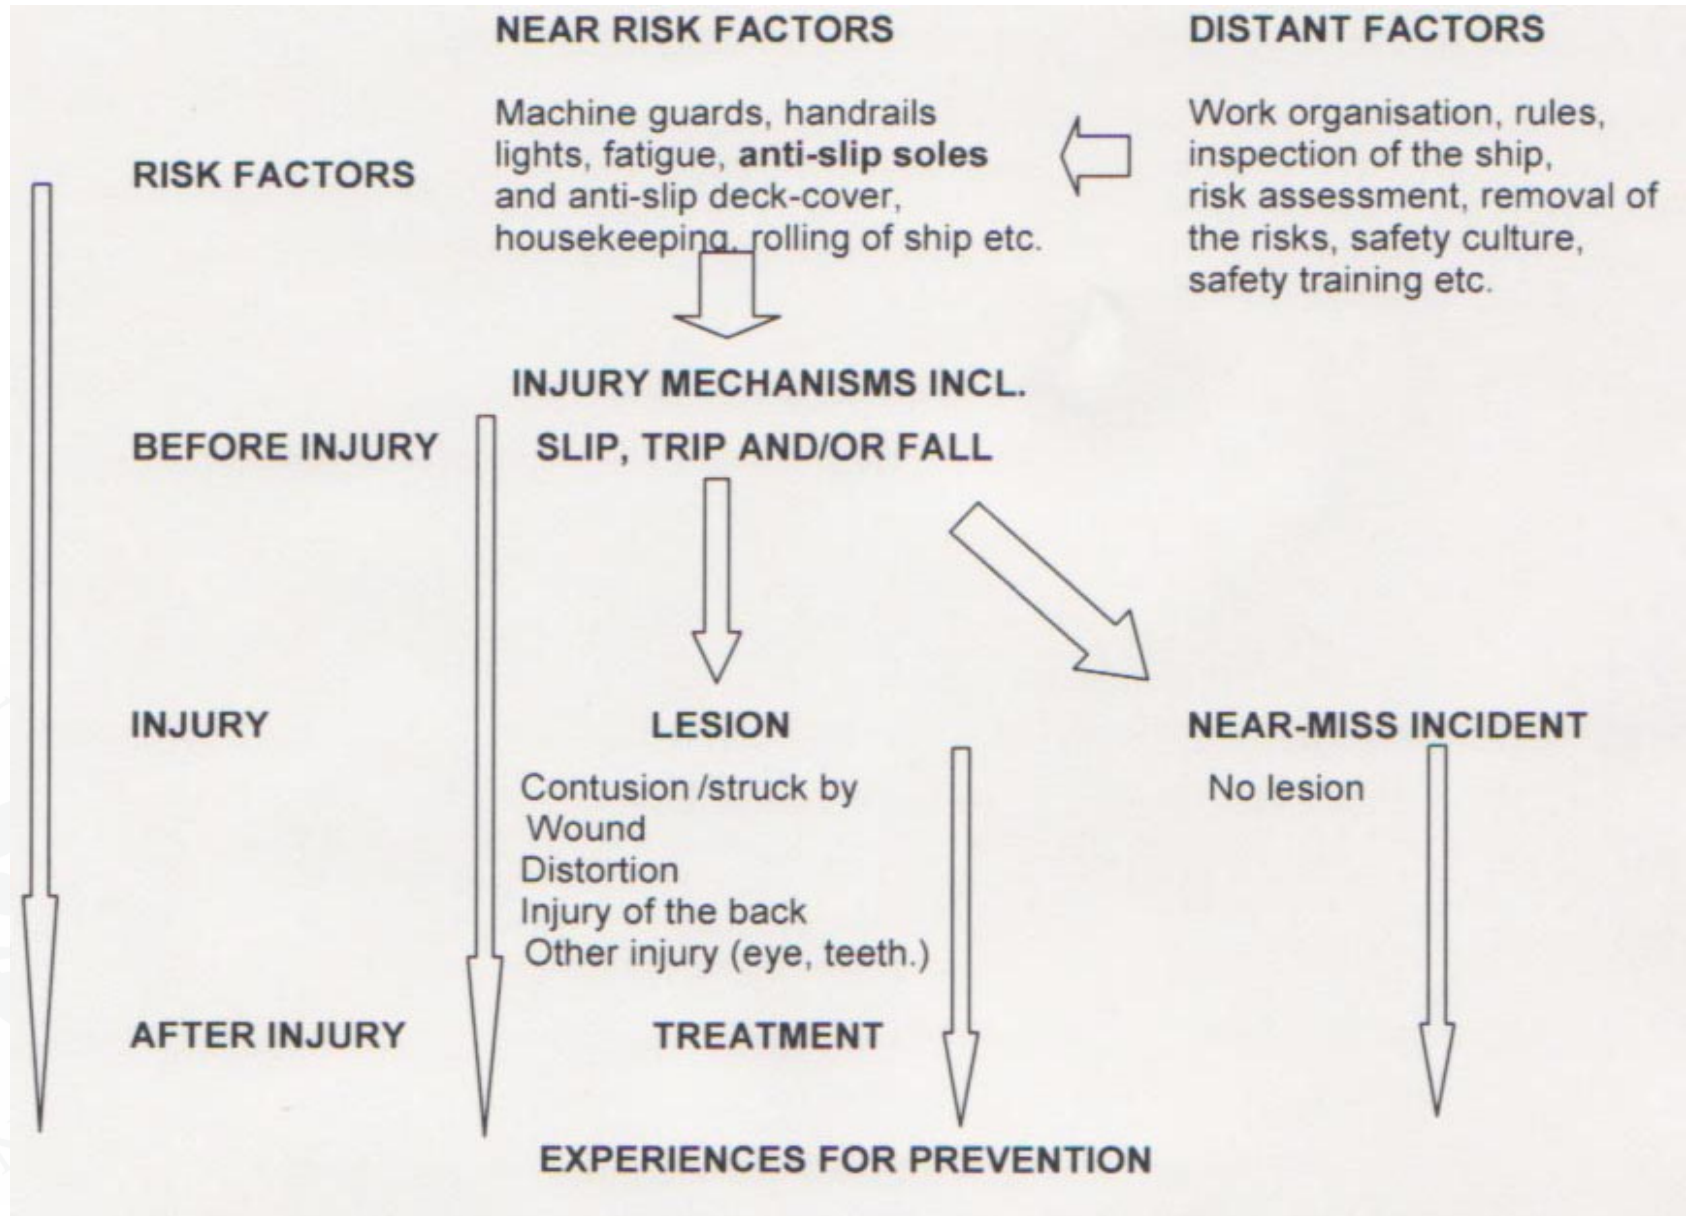 NEAR RISK FACTORS
DISTANT FACTORS
Machine guards, handrails
lights, fatigue, anti-slip soles
and anti-slip deck-cover,
housekeeping, rolling of ship etc.
Work organisation, rules,
inspection of the ship,
risk assessment, removal of
the risks, safety culture,
safety training etc.
RISK FACTORS
INJURY MECHANISMS INCL.
BEFORE INJURY
SLIP, TRIP AND/OR FALL
INJURY
LESION
NEAR-MISS INCIDENT
Contusion /struck by
Wound
Distortion
Injury of the back
Other injury (eye, teeth.)
No lesion
AFTER INJURY
TREATMENT
EXPERIENCES FOR PREVENTION